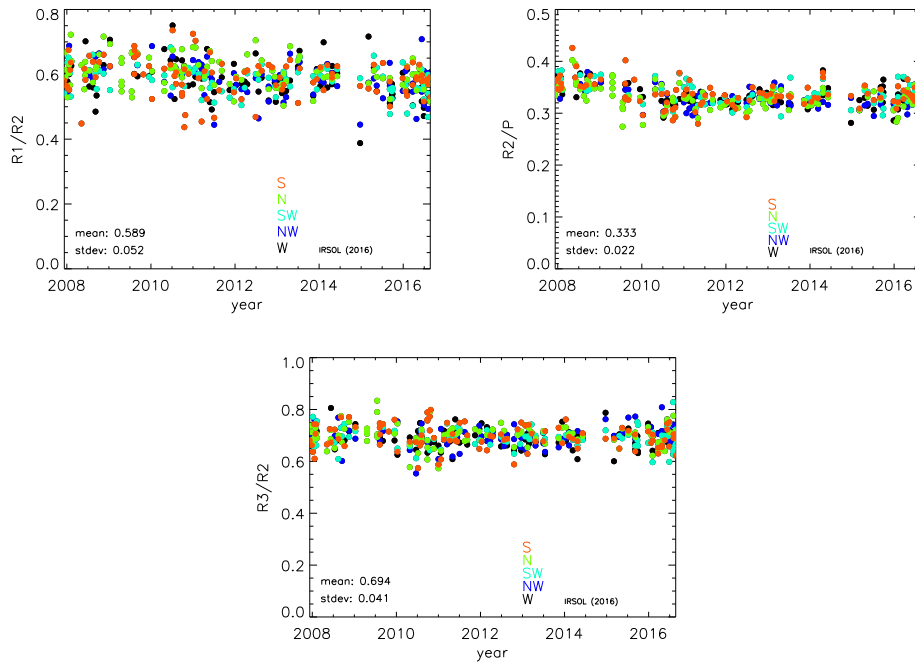 0.8
0.6
0.4
0.2
0.0
R1/R2
S
N
SW
NW
W
mean: 0.589
stdev: 0.052
IRSOL (2016)
2008 2010 2012 2014 2016
year
0.5
0.4
0.3
0.2
0.1
0.0
R2/P
S
N
SW
NW
W
mean: 0.333
stdev: 0.022
IRSOL (2016)
2008 2010 2012 2014 2016
year
1.0
0.8
0.6
0.4
0.2
0.0
R3/R2
S
N
SW
NW
W
mean: 0.694
stdev: 0.041
IRSOL (2016)
2008 2010 2012 2014 2016
year